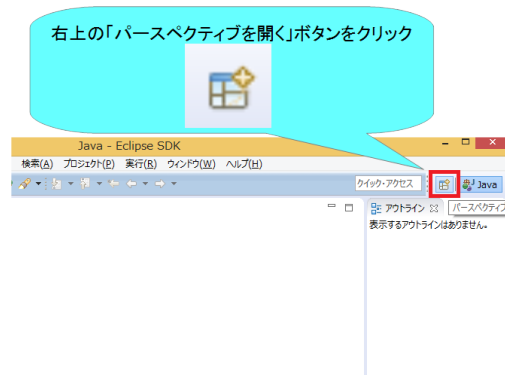 右上の「パースペクティブを開く」ボタンをクリック
Java - Eclipse SDK
検索(A) プロジェクト(P) 実行(R) ウィンドウ(W) ヘルプ(H)
クイック・アクセス
Java
アウトライン
パースペクティブ
表示するアウトラインはありません。